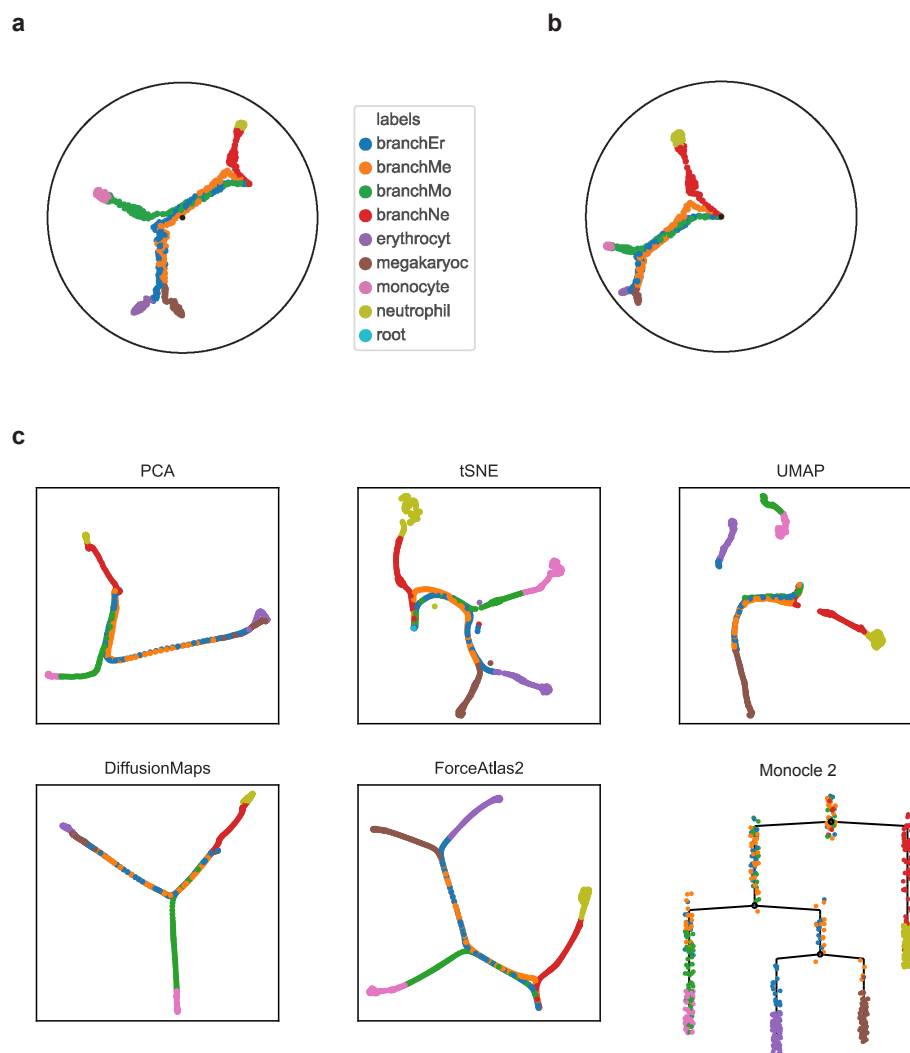 a
b
labels
branchEr
branchMe
branchMo
branchNe
erythrocyt
megakaryoc
monocyte
neutrophil
root
c
PCA
tSNE
UMAP
DiffusionMaps
ForceAtlas2
Monocle 2